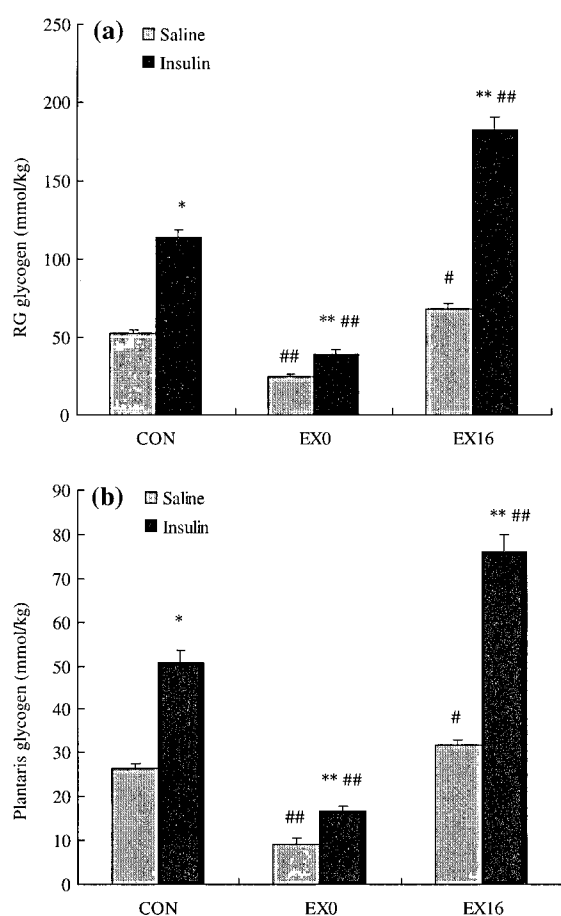 (a)
Saline
Insulin
250
200
150
100
50
0
RG glycogen (mmol/kg)
*
##
** ##
#
** ##
CON EX0 EX16
(b)
Saline
Insulin
90
80
70
60
50
40
30
20
10
0
Plantaris glycogen (mmol/kg)
*
##
** ##
#
** ##
CON EX0 EX16